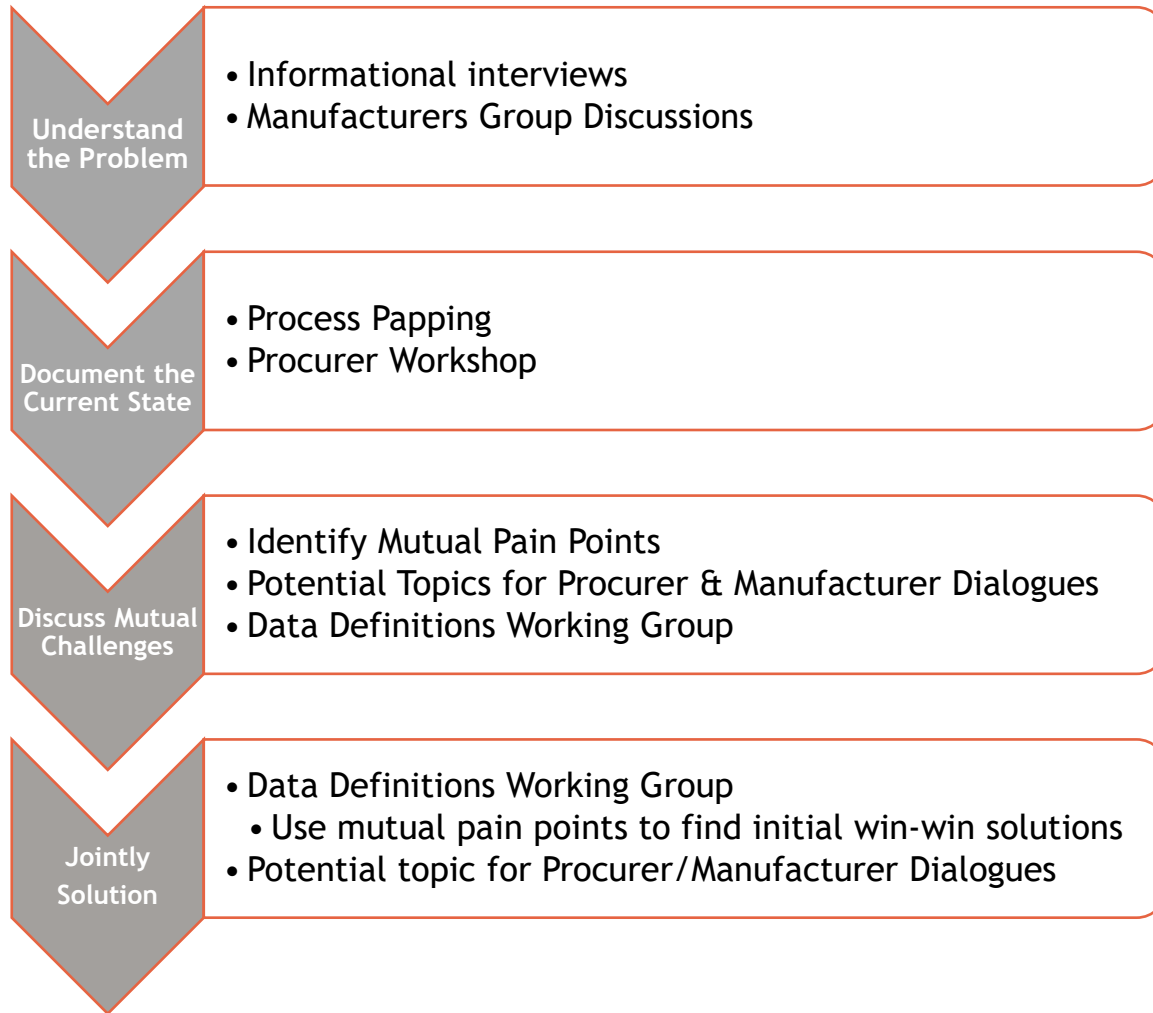 Understand
the Problem
• Informational interviews
• Manufacturers Group Discussions
Document the
Current State
• Process Papping
• Procurer Workshop
Discuss Mutual
Challenges
• Identify Mutual Pain Points
• Potential Topics for Procurer & Manufacturer Dialogues
• Data Definitions Working Group
Jointly
Solution
• Data Definitions Working Group
• Use mutual pain points to find initial win-win solutions
• Potential topic for Procurer/Manufacturer Dialogues